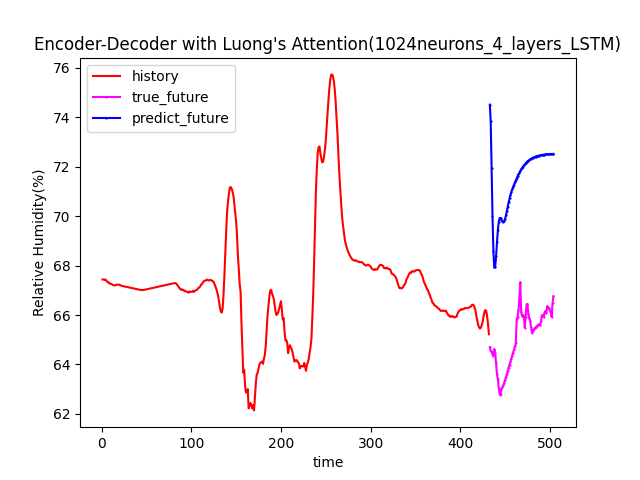 Encoder-Decoder with Luong's Attention(1024neurons_4_layers_LSTM)
history
true_future
predict_future
Relative Humidity(%)
76
74
72
70
68
66
64
62
0 100 200 300 400 500
time